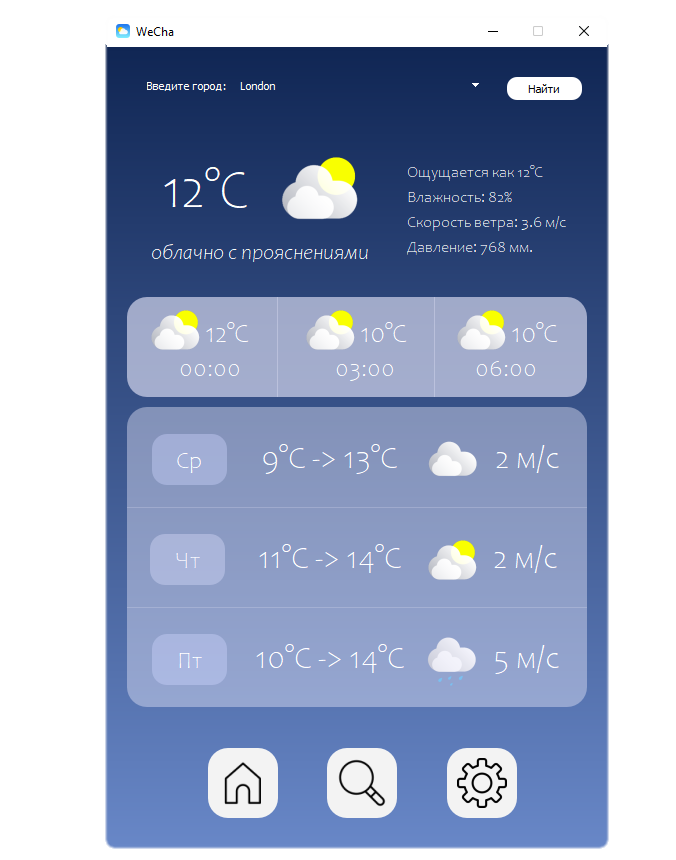 WeCha
Введите город: London
Найти
12°C
облачно с прояснениями
Ощущается как 12°C
Влажность: 82%
Скорость ветра: 3.6 м/с
Давление: 768 мм.
12°C
00:00
10°C
03:00
10°C
06:00
Ср 9°C -> 13°C 2 м/с
Чт 11°C -> 14°C 2 м/с
Пт 10°C -> 14°C 5 м/с